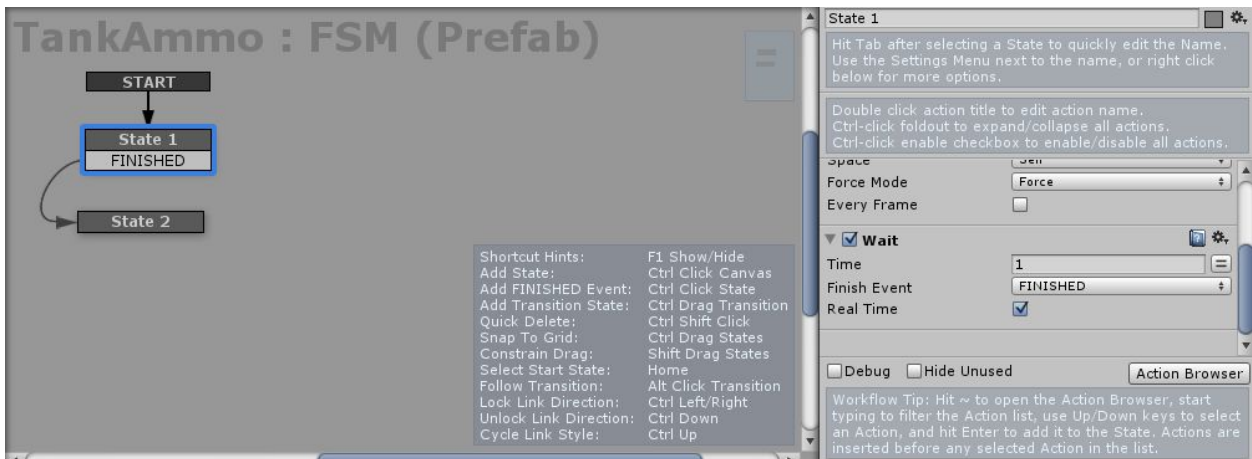 TankAmmo : FSM (Prefab)
START
State 1
FINISHED
State 2
Shortcut Hints: F1 Show/Hide
Add State: Ctrl Click Canvas
Add FINISHED Event: Ctrl Click State
Add Transition State: Ctrl Drag Transition
Quick Delete: Ctrl Shift Click
Snap To Grid: Ctrl Drag States
Constrain Drag: Shift Drag States
Select Start State: Home
Follow Transition: Alt Click Transition
Lock Link Direction: Ctrl Left/Right
Unlock Link Direction: Ctrl Down
Cycle Link Style: Ctrl Up
State 1
Hit Tab after selecting a State to quickly edit the Name.
Use the Settings Menu next to the name, or right click
below for more options.
Double click action title to edit action name.
Ctrl-click foldout to expand/collapse all actions.
Ctrl-click enable checkbox to enable/disable all actions.
Space Self
Force Mode Force
Every Frame
Wait
Time 1
Finish Event FINISHED
Real Time
Debug Hide Unused Action Browser
Workflow Tip: Hit ~ to open the Action Browser, start
typing to filter the Action list, use Up/Down keys to select
an Action, and hit Enter to add it to the State. Actions are
inserted before any selected Action in the list.